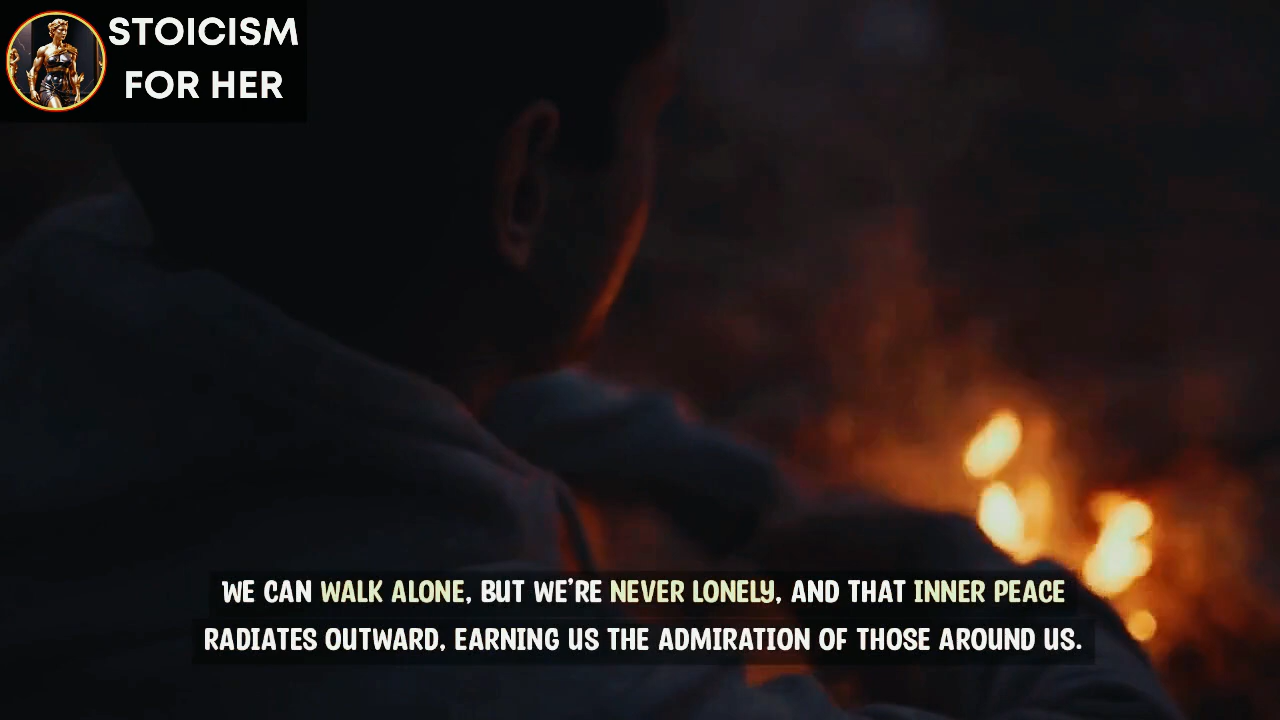 STOICISM
FOR HER
WE CAN WALK ALONE, BUT WE'RE NEVER LONELY, AND THAT INNER PEACE
RADIATES OUTWARD, EARNING US THE ADMIRATION OF THOSE AROUND US.